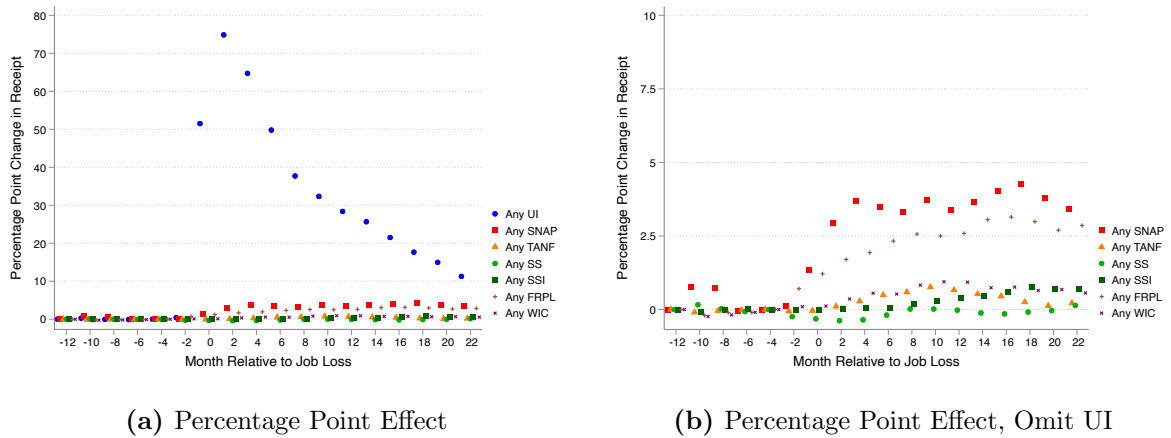 80
70
60
50
40
30
20
10
0
Percentage Point Change in Receipt
-12 -10 -8 -6 -4 -2 0 2 4 6 8 10 12 14 16 18 20 22
Month Relative to Job Loss
Any UI
Any SNAP
Any TANF
Any SS
Any SSI
Any FRPL
Any WIC
(a) Percentage Point Effect
10
7.5
5
2.5
0
Percentage Point Change in Receipt
-12 -10 -8 -6 -4 -2 0 2 4 6 8 10 12 14 16 18 20 22
Month Relative to Job Loss
Any SNAP
Any TANF
Any SS
Any SSI
Any FRPL
Any WIC
(b) Percentage Point Effect, Omit UI